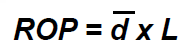 ROP = d̅ x L